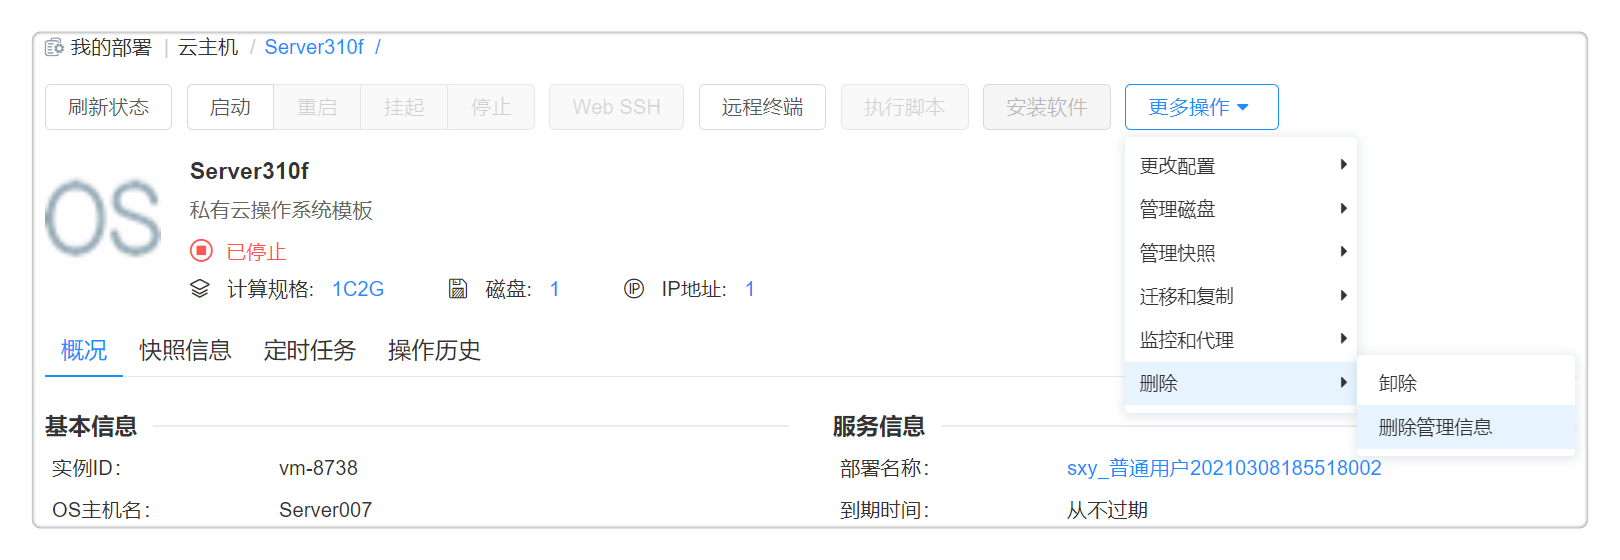 我的部署 | 云主机 / Server310f /
刷新状态 启动 重启 挂起 停止 Web SSH 远程终端 执行脚本 安装软件 更多操作
Server310f
OS
私有云操作系统模板
已停止
计算规格: 1C2G 磁盘: 1 IP IP地址: 1
更改配置
管理磁盘
管理快照
迁移和复制
监控和代理
删除
卸除
删除管理信息
概况 快照信息 定时任务 操作历史
基本信息
实例ID: vm-8738
OS主机名: Server007
服务信息
部署名称: sxy_普通用户20210308185518002
到期时间: 从不过期